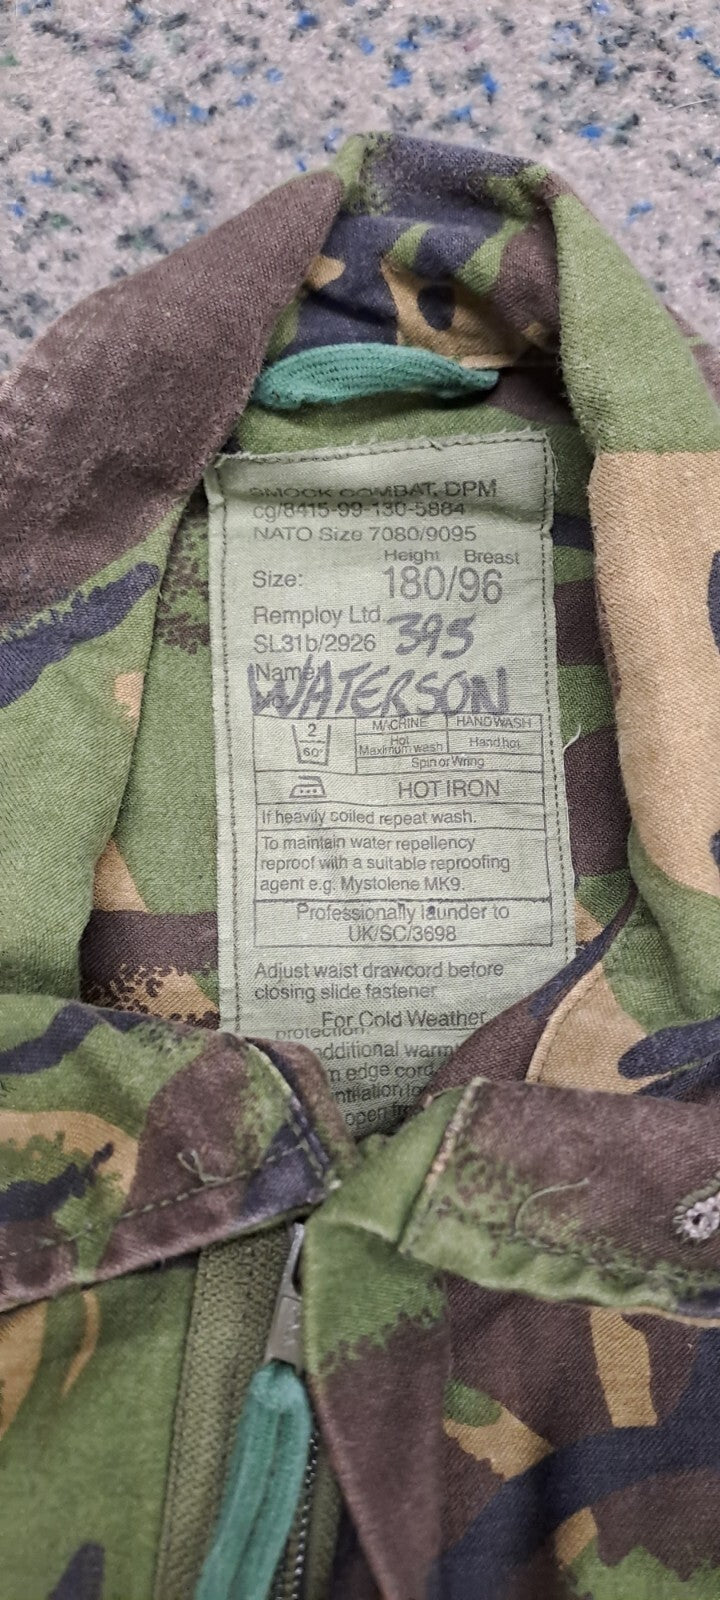 SMOCK COMBAT, DPM
cg/8415-99-130-5884
NATO Size 7080/9095
Height Breast
Size: 180/96
Remploy Ltd
SL31b/2926 395
Name
No. WATERSON
2
60°
MACHINE HANDWASH
Hot
Maximum wash Hand hot
Spin or Wring
HOT IRON
If heavily soiled repeat wash.
To maintain water repellency
reproof with a suitable reproofing
agent e.g. Mystolene MK9.
Professionally launder to
UK/SC/3698
Adjust waist drawcord before
closing slide fastener
For Cold Weather
protection
additional warm
m edge cord
ntilation
open